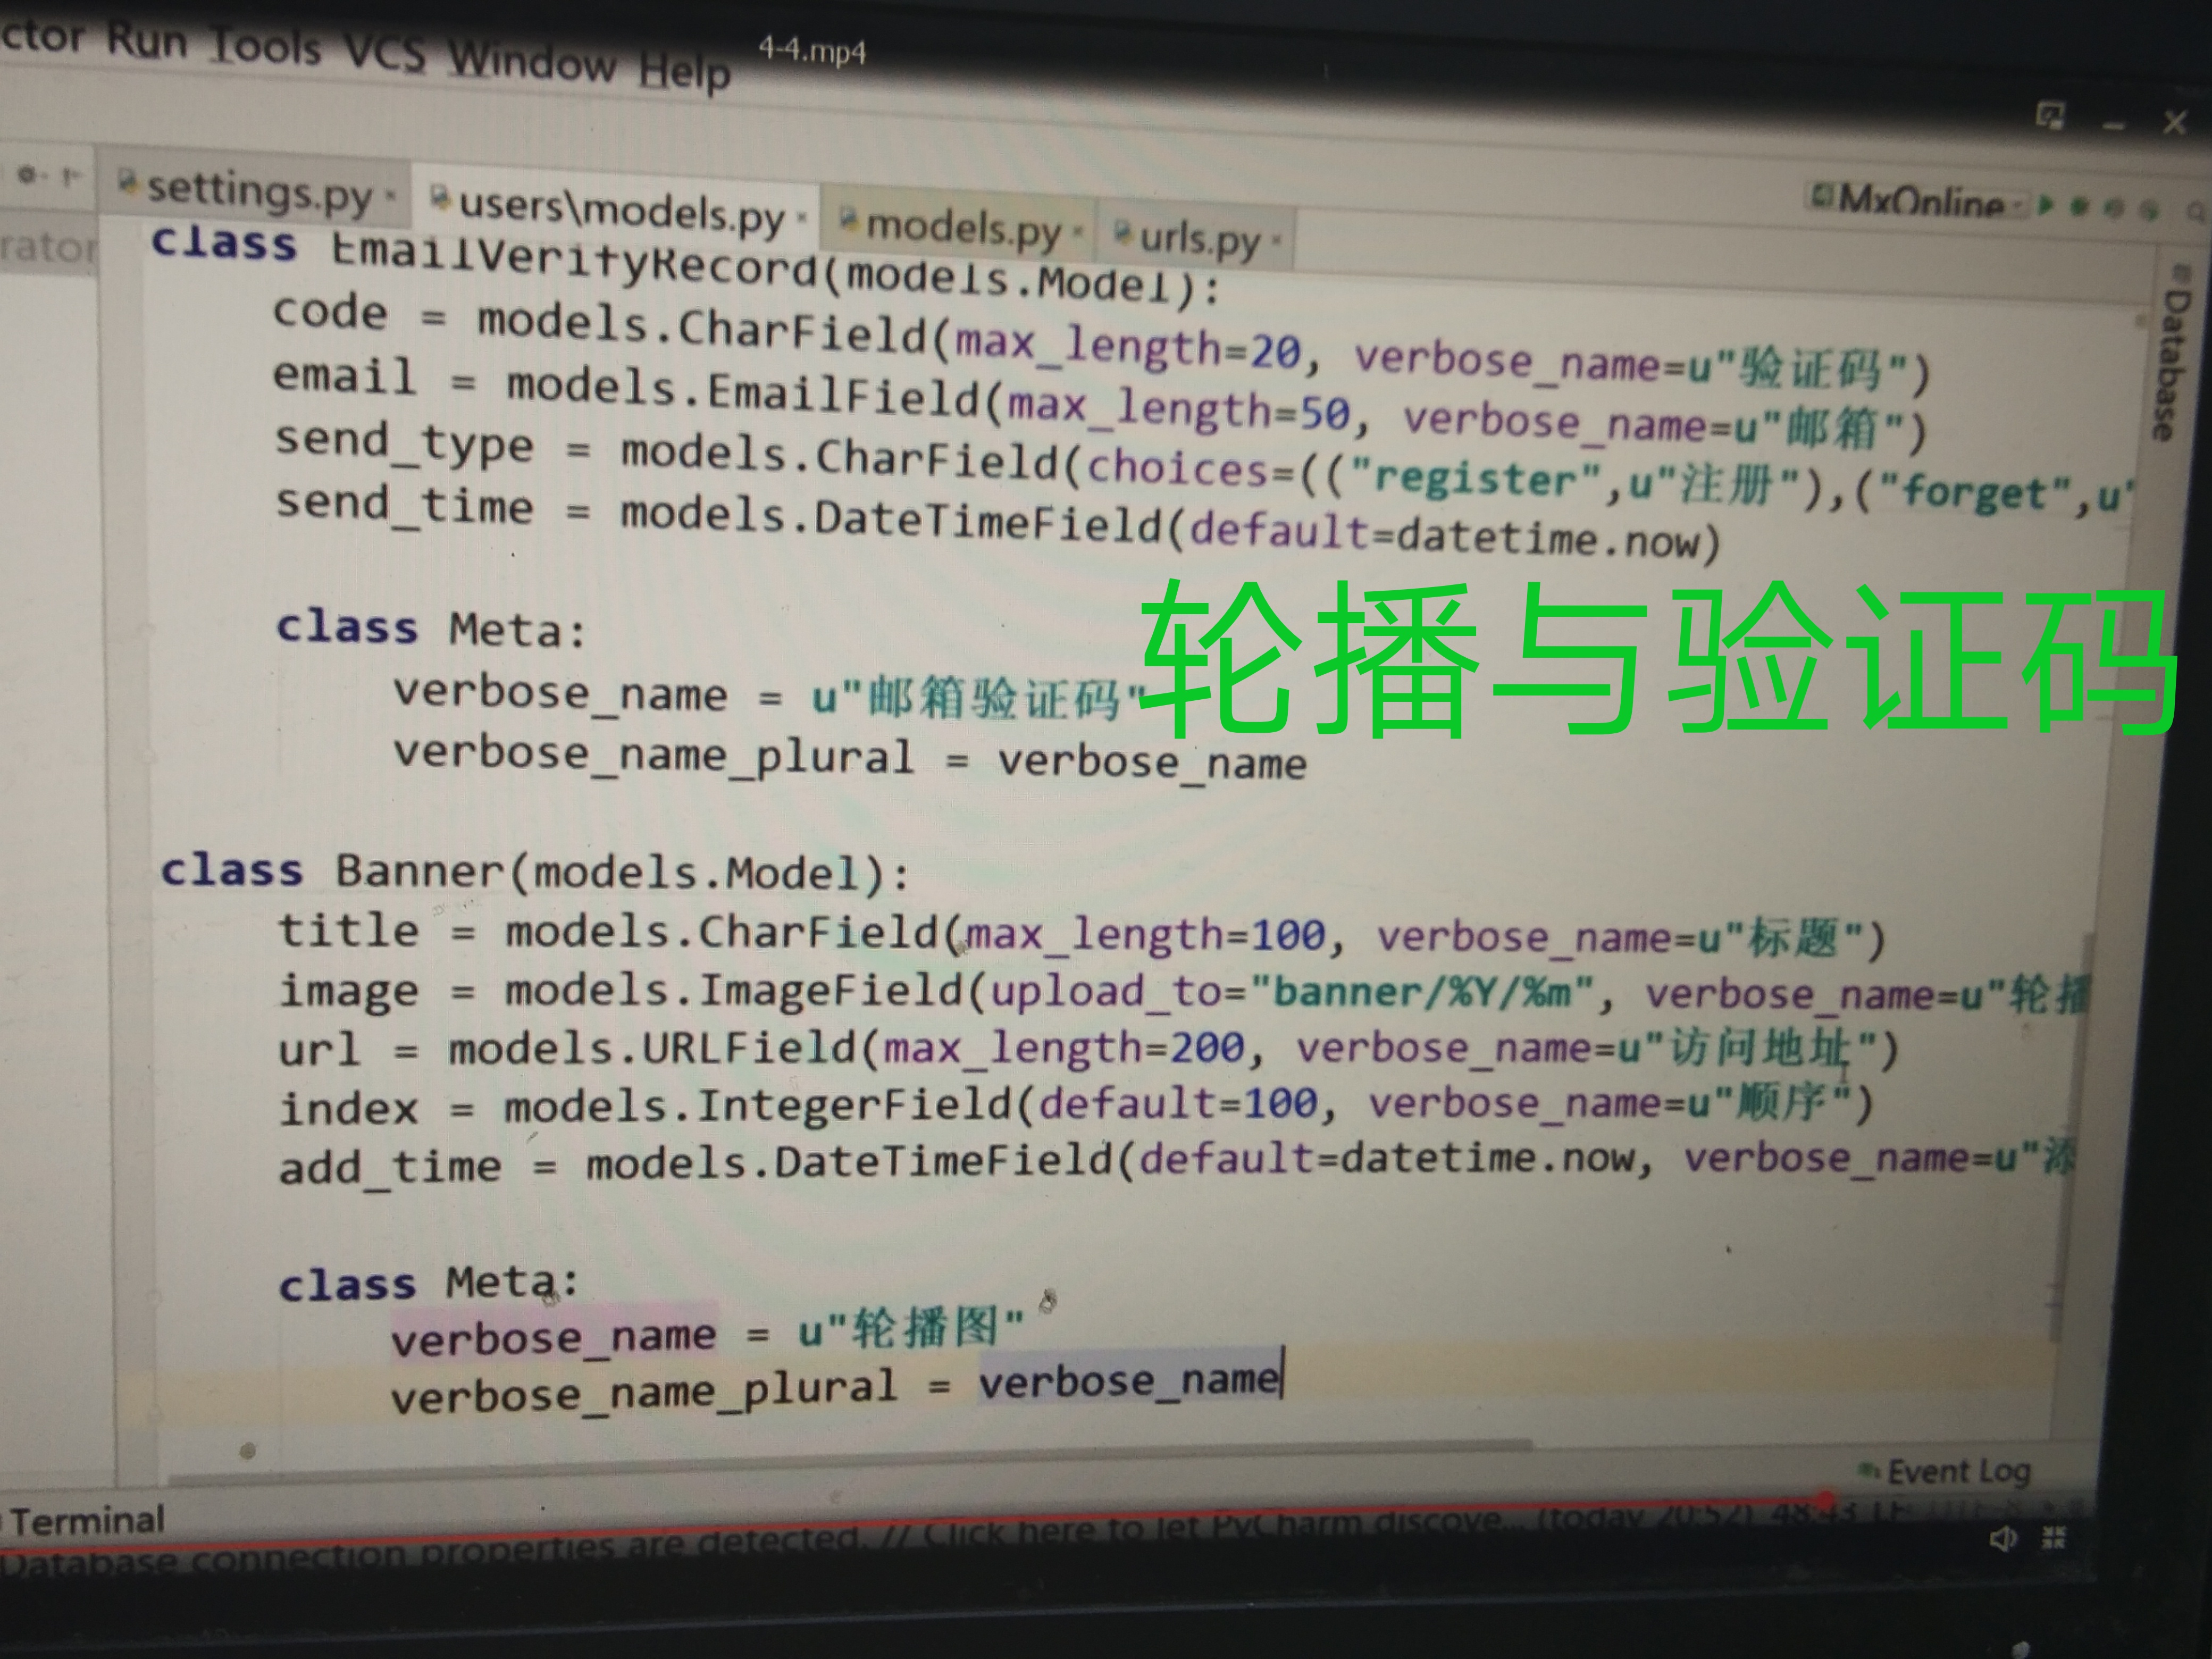 Run Tools VCS Window Help
4-4.mp4
settings.py
users\models.py
models.py
urls.py
MxOnline
Database
class EmailVerityRecord(models.Model):
code = models.CharField(max_length=20, verbose_name=u"验证码")
email = models.EmailField(max_length=50, verbose_name=u"邮箱")
send_type = models.CharField(choices=(("register",u"注册"),("forget",u"
send_time = models.DateTimeField(default=datetime.now)
轮播与验证码
class Meta:
verbose_name = u"邮箱验证码"
verbose_name_plural = verbose_name
class Banner(models.Model):
title = models.CharField(max_length=100, verbose_name=u"标题")
image = models.ImageField(upload_to="banner/%Y/%m", verbose_name=u"轮播
url = models.URLField(max_length=200, verbose_name=u"访问地址")
index = models.IntegerField(default=100, verbose_name=u"顺序")
add_time = models.DateTimeField(default=datetime.now, verbose_name=u"添
class Meta:
verbose_name = u"轮播图"
verbose_name_plural = verbose_name
Event Log
Terminal
Database connection properties are detected. // Click here to let PyCharm discove... (today 20:52) 48:43